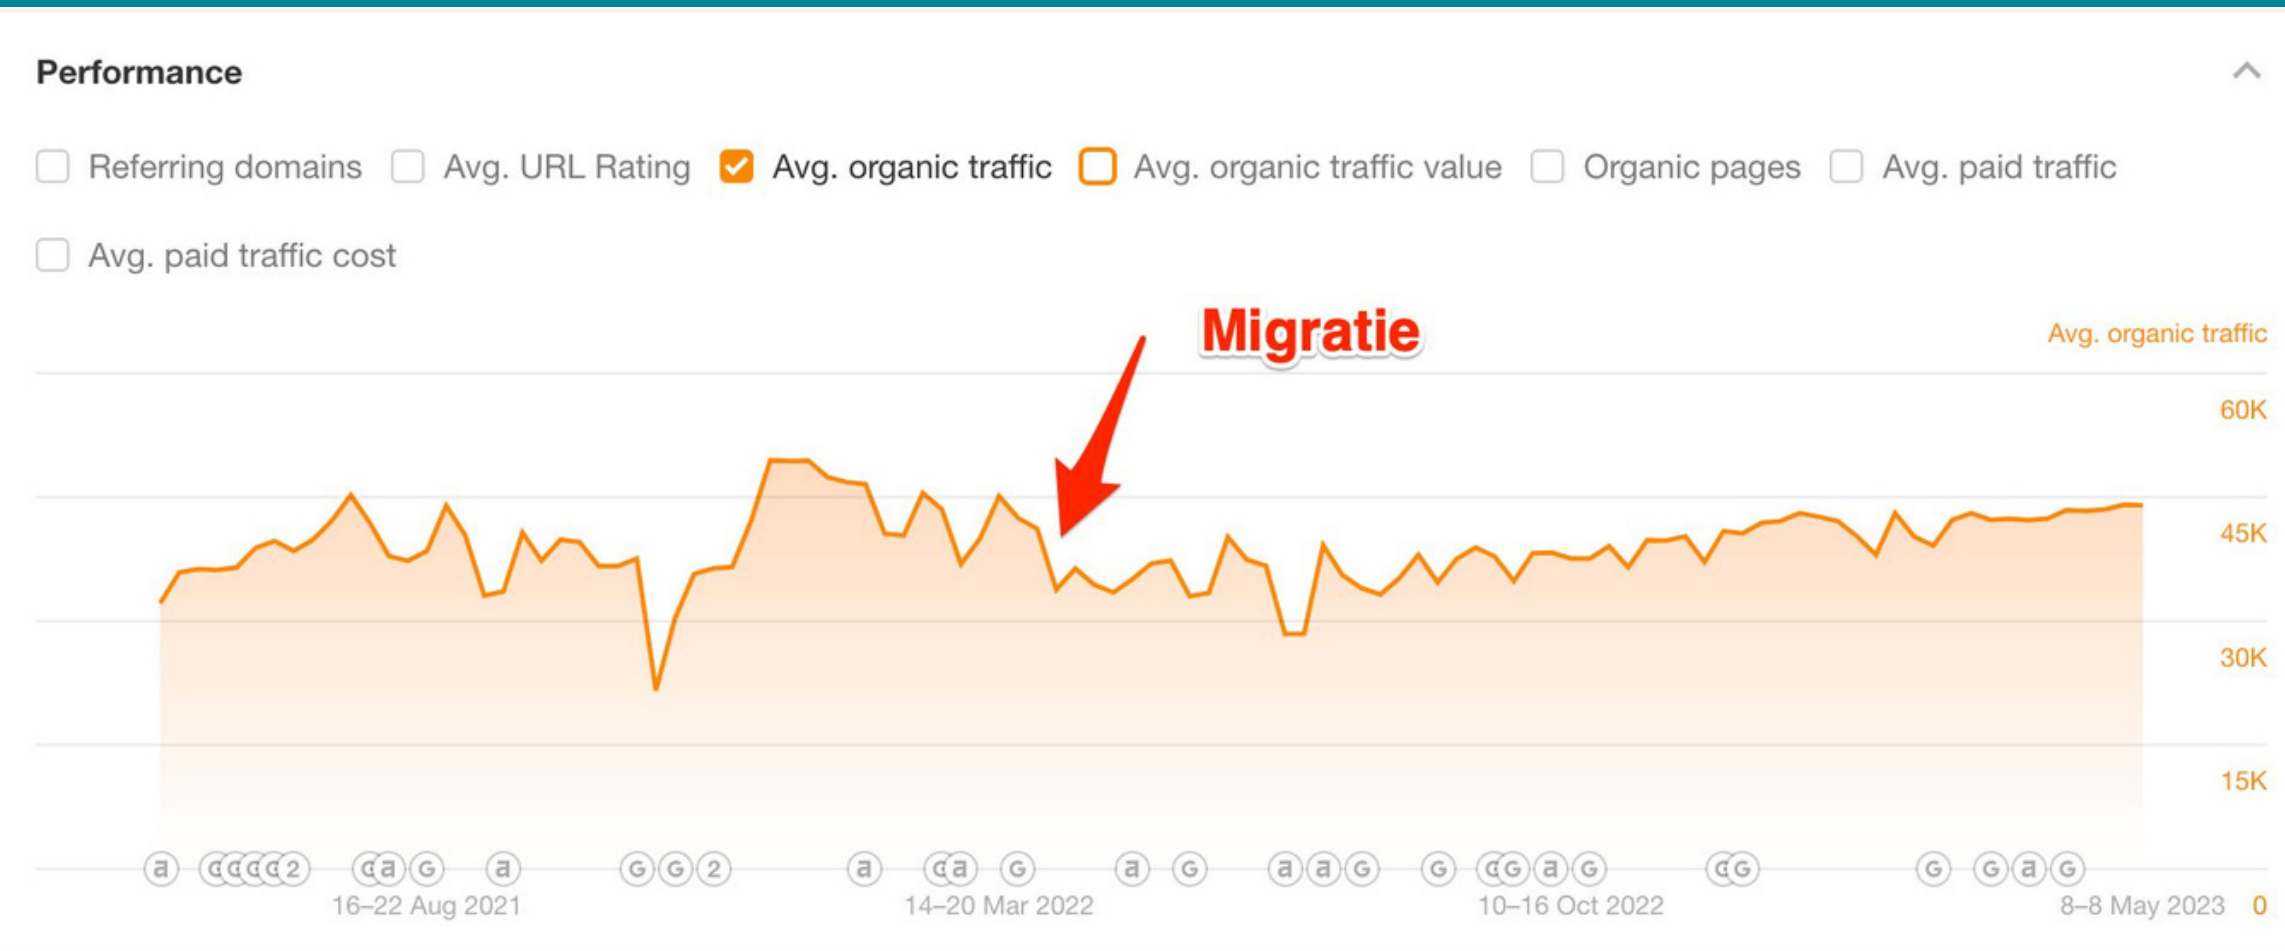 Performance
Referring domains Avg. URL Rating Avg. organic traffic Avg. organic traffic value Organic pages Avg. paid traffic
Avg. paid traffic cost
Migratie
Avg. organic traffic
60K
45K
30K
15K
a G G G G 2 G a G a G G 2 a G a G a G a a G G G G a G G G G G a G
16–22 Aug 2021 14–20 Mar 2022 10–16 Oct 2022 8–8 May 2023 0